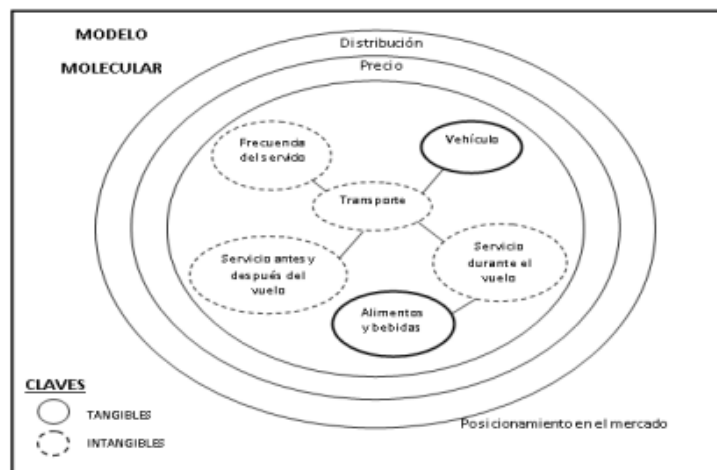 MODELO
MOLECULAR
Distribución
Precio
Frecuencia
del servicio
Vehículo
Transporte
Servicio antes y
después del
vuelo
Servicio
durante el
vuelo
Alimentos
y bebidas
CLAVES
TANGIBLES
INTANGIBLES
Posicionamiento en el mercado